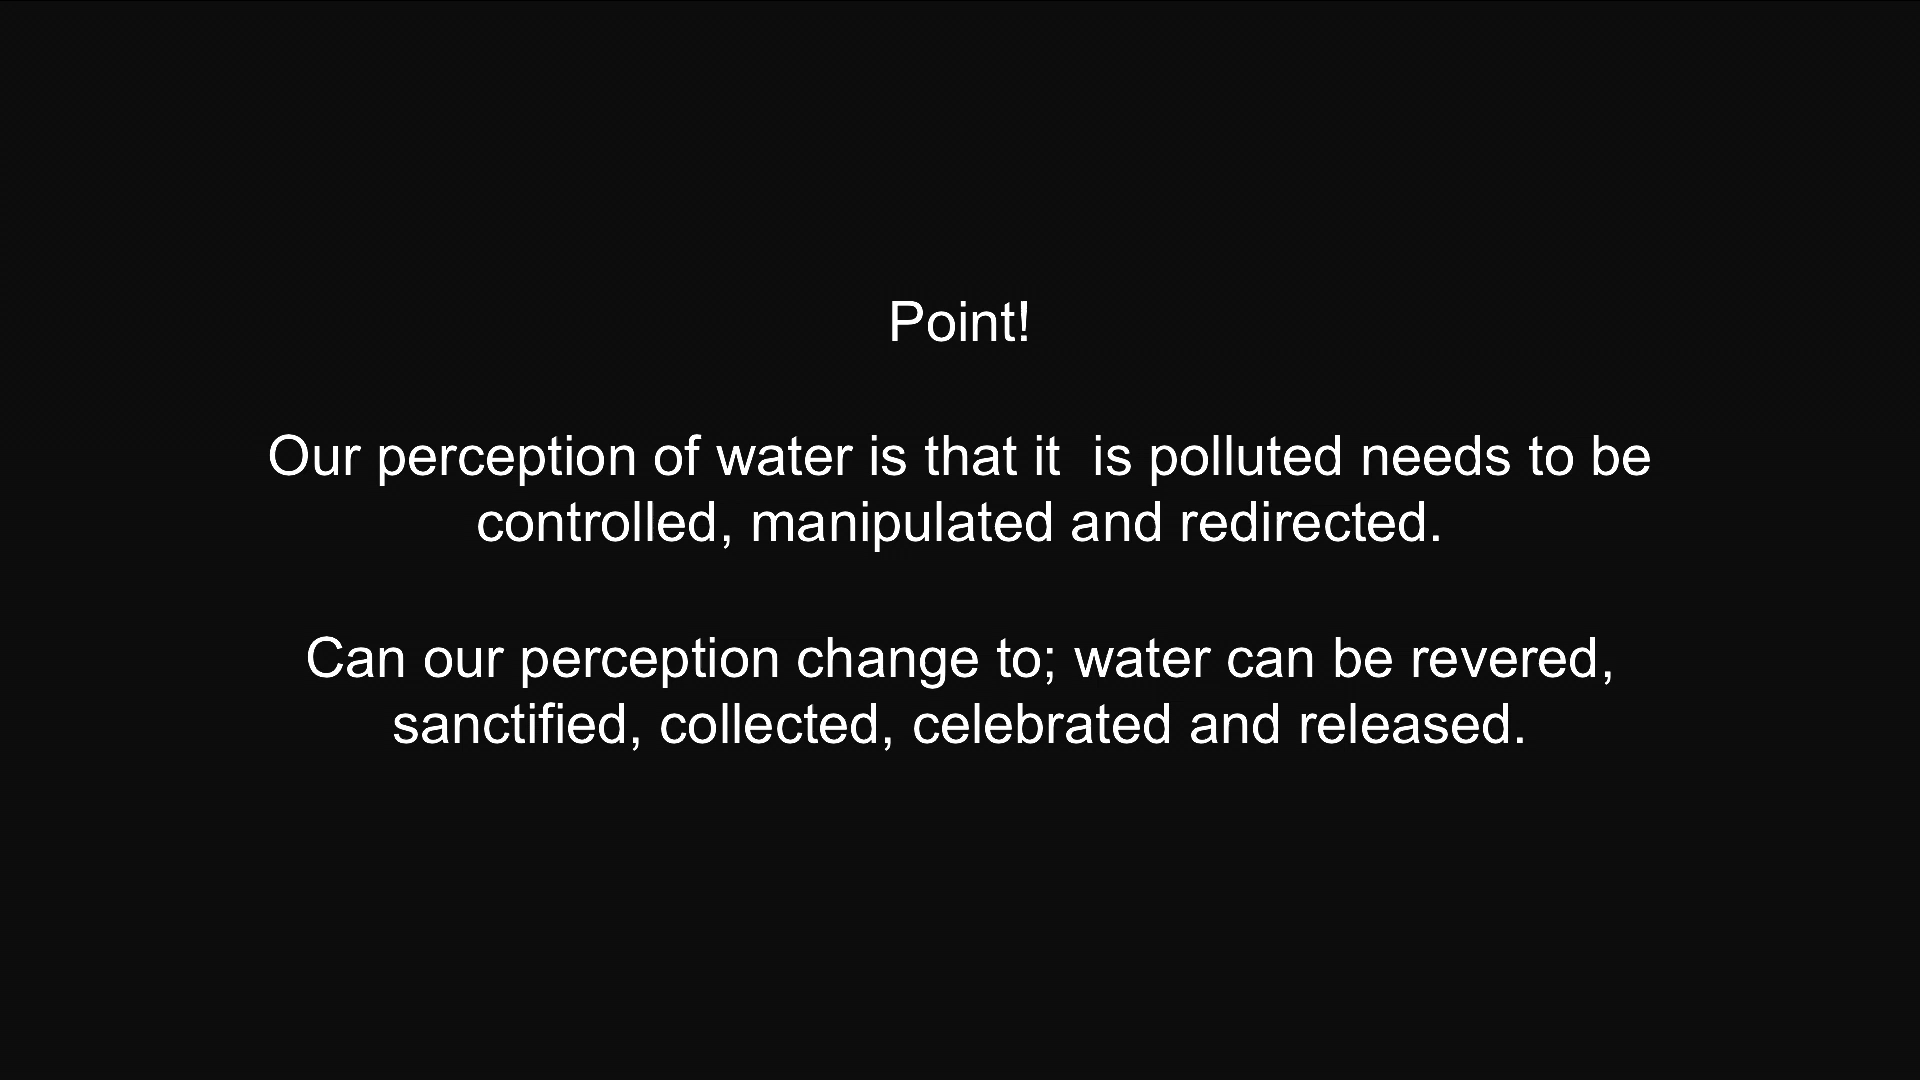 Point!
Our perception of water is that it  is polluted needs to be
controlled, manipulated and redirected.
Can our perception change to; water can be revered,
sanctified, collected, celebrated and released.